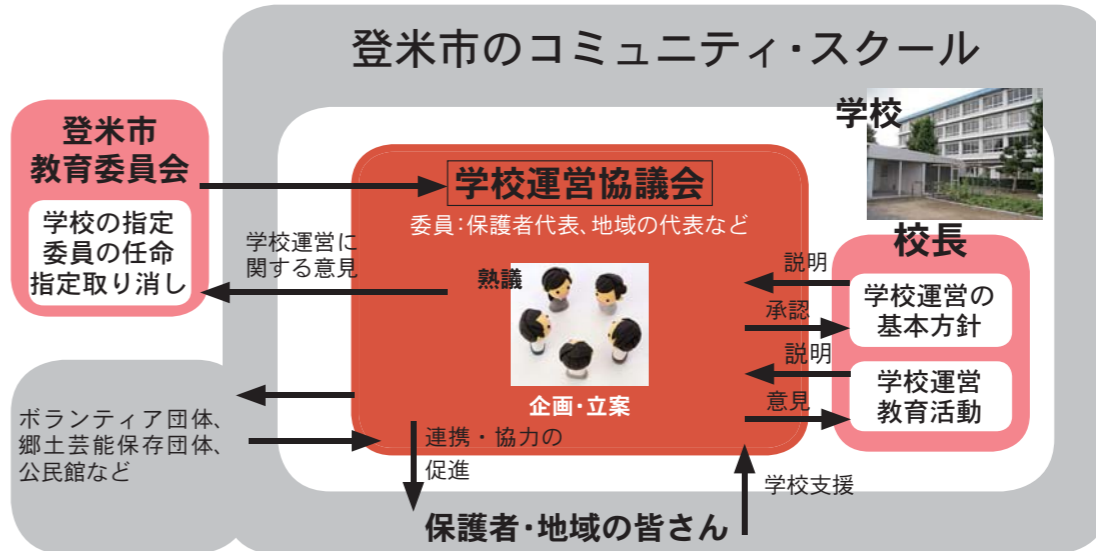 登米市のコミュニティ・スクール
登米市
教育委員会
学校の指定
委員の任命
指定取り消し
学校運営協議会
委員:保護者代表、地域の代表など
学校運営に
関する意見
熟議
企画・立案
学校
校長
説明
学校運営の
基本方針
承認
説明
学校運営
教育活動
意見
ボランティア団体、
郷土芸能保存団体、
公民館など
連携・協力の
促進
学校支援
保護者・地域の皆さん